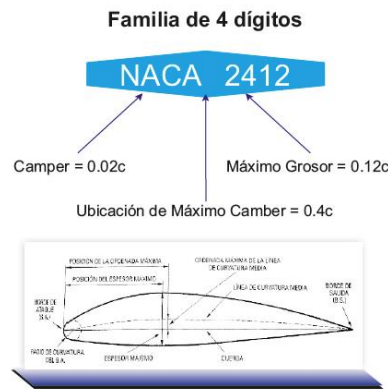 Familia de 4 dígitos
NACA 2412
Camper = 0.02c
Máximo Grosor = 0.12c
Ubicación de Máximo Camber = 0.4c
POSICIÓN DE LA ORDENADA MÁXIMA
ORDENADA MÁXIMA DE LA LÍNEA
DE CURVATURA MEDIA
POSICIÓN DEL ESPESOR MÁXIMO
LÍNEA DE CURVATURA MEDIA
BORDE DE
SALIDA
(B.S.)
BORDE DE
ATAQUE
(B.A.)
RADIO DE CURVATURA
DEL B.A.
ESPESOR MÁXIMO
CUERDA